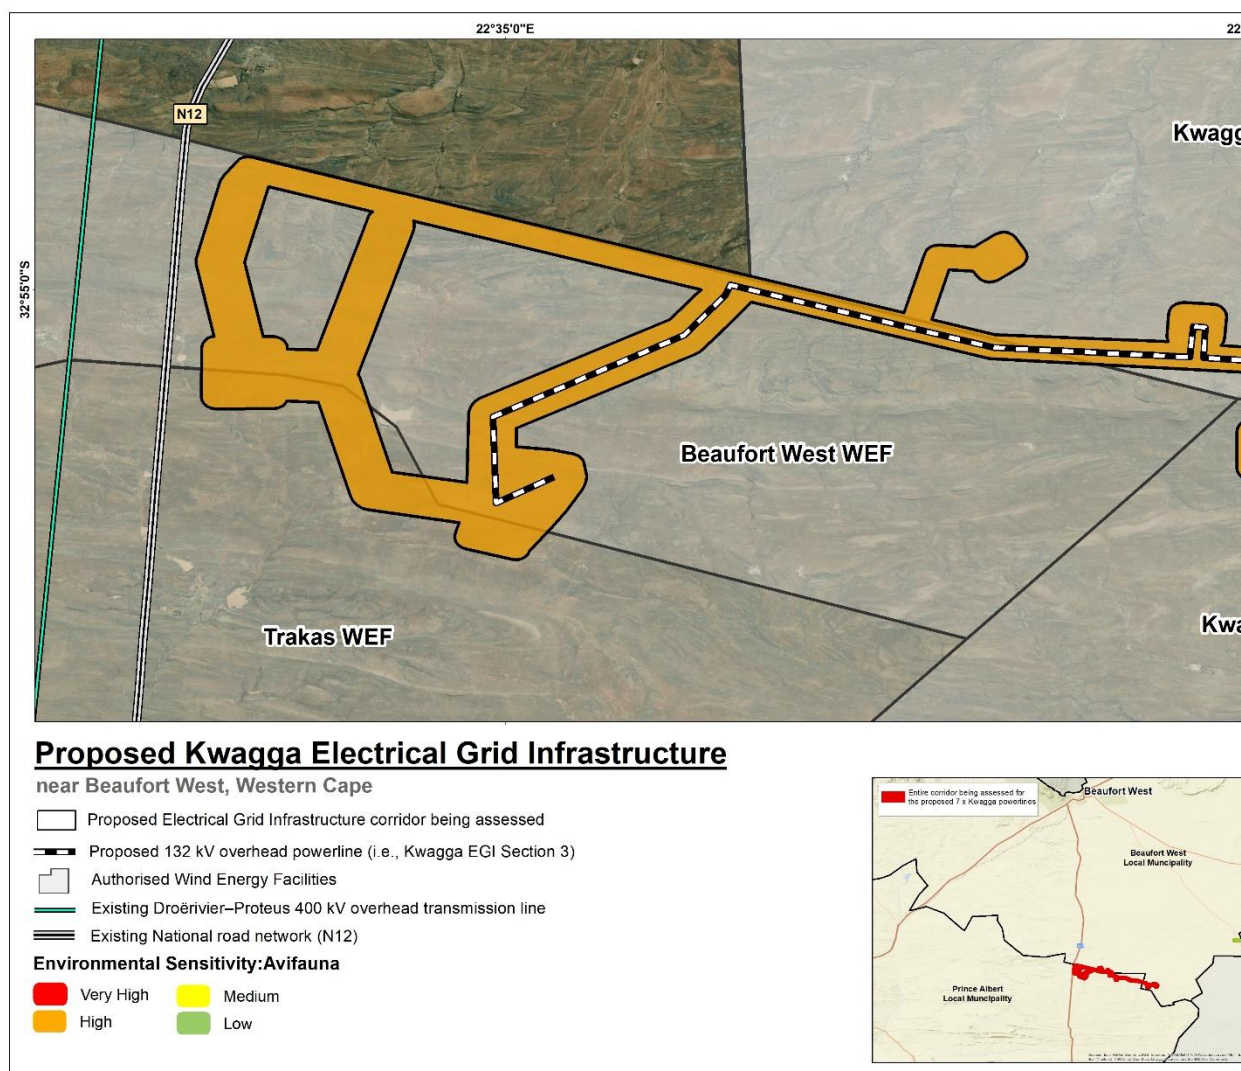 22°35'0"E
22
N12
Kwagg
32°55'0"S
Beaufort West WEF
Trakas WEF
Kwa
Proposed Kwagga Electrical Grid Infrastructure
near Beaufort West, Western Cape
Proposed Electrical Grid Infrastructure corridor being assessed
Proposed 132 kV overhead powerline (i.e., Kwagga EGI Section 3)
Authorised Wind Energy Facilities
Existing Droërivier–Proteus 400 kV overhead transmission line
Existing National road network (N12)
Environmental Sensitivity:Avifauna
Very High
Medium
High
Low
Entire corridor being assessed for
the proposed 7 x Kwagga powerlines
Beaufort West
Beaufort West
Local Muncipality
Prince Albert
Local Muncipality